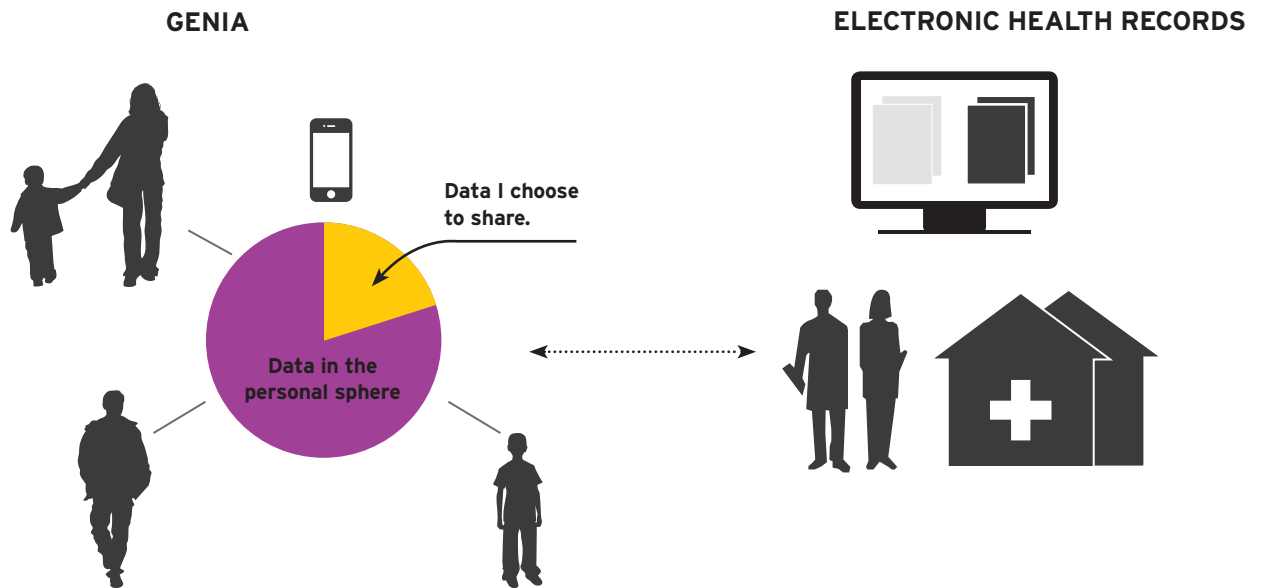 GENIA
ELECTRONIC HEALTH RECORDS
Data I choose
to share.
Data in the
personal sphere